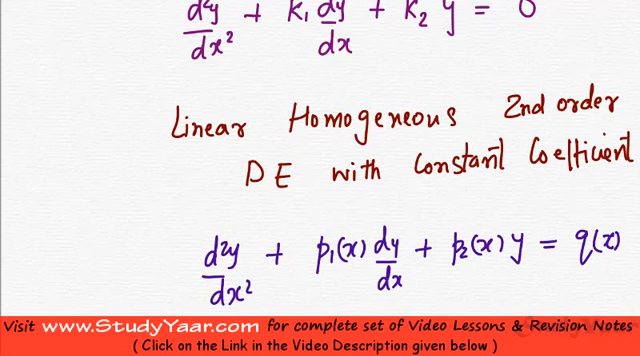 d²y/dx² + k₁ dy/dx + k₂ y = 0
Linear Homogeneous 2nd order
DE with Constant Coefficient
d²y/dx² + p₁(x) dy/dx + p₂(x) y = q(x)
Visit www.StudyYaar.com for complete set of Video Lessons & Revision Notes
( Click on the Link in the Video Description given below )